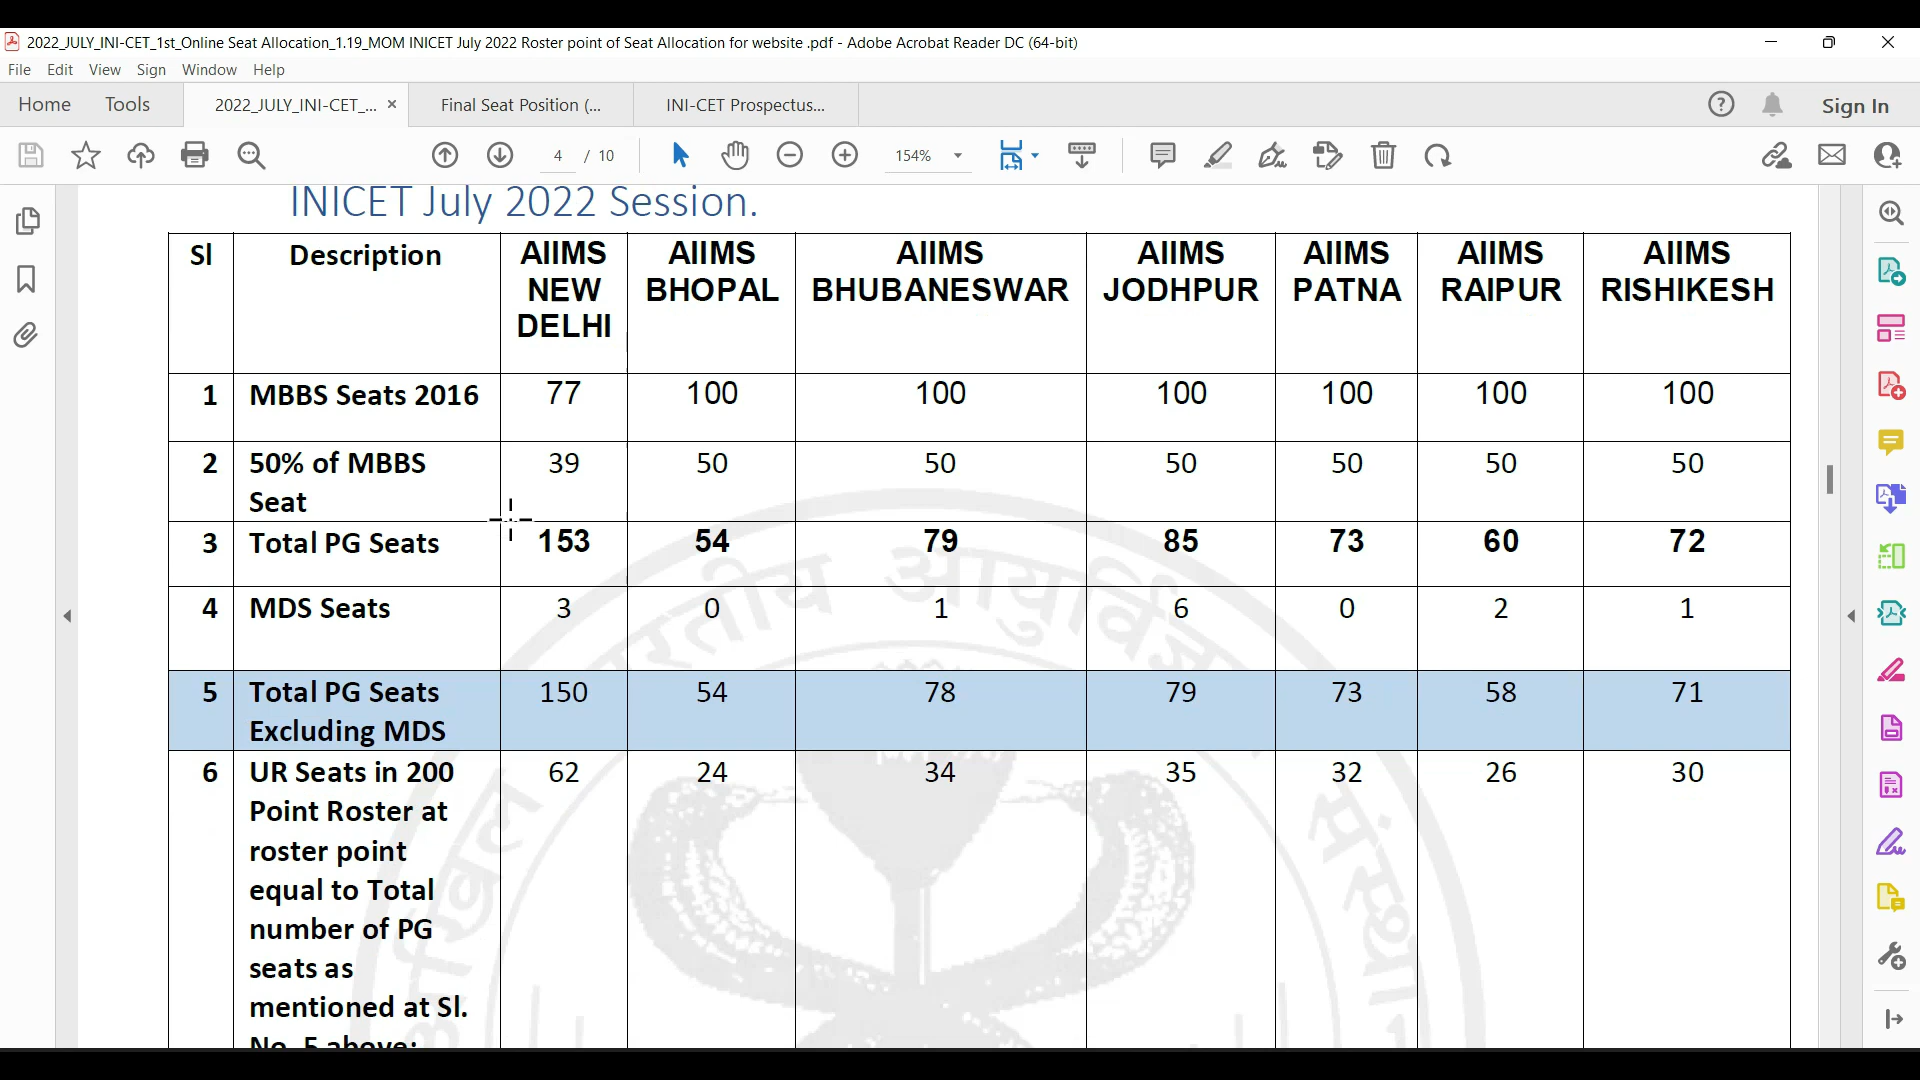 2022_JULY_INI-CET_1st_Online Seat Allocation_1.19_MOM INICET July 2022 Roster point of Seat Allocation for website .pdf - Adobe Acrobat Reader DC (64-bit)
File Edit View Sign Window Help
Home Tools 2022_JULY_INI-CET_... × Final Seat Position (... INI-CET Prospectus... Sign In
4 / 10 154%
INICET July 2022 Session.
Sl Description AIIMS NEW DELHI AIIMS BHOPAL AIIMS BHUBANESWAR AIIMS JODHPUR AIIMS PATNA AIIMS RAIPUR AIIMS RISHIKESH
1 MBBS Seats 2016 77 100 100 100 100 100 100
2 50% of MBBS 39 50 50 50 50 50 50
Seat
3 Total PG Seats 153 54 79 85 73 60 72
4 MDS Seats 3 0 1 6 0 2 1
5 Total PG Seats 150 54 78 79 73 58 71
Excluding MDS
6 UR Seats in 200 62 24 34 35 32 26 30
Point Roster at
roster point
equal to Total
number of PG
seats as
mentioned at Sl.
No. 5 above: